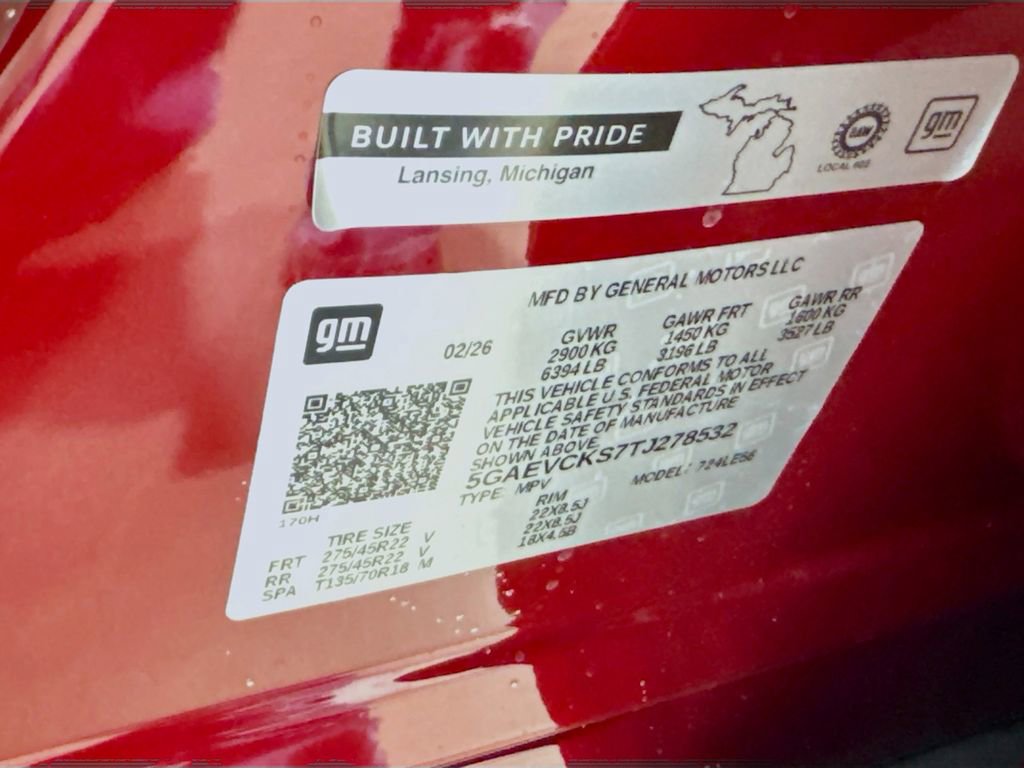 BUILT WITH PRIDE
Lansing, Michigan
UAW
LOCAL 602
gm
gm
MFD BY GENERAL MOTORS LLC
02/26
GVWR GAWR FRT GAWR RR
2900 KG 1450 KG 1600 KG
6394 LB 3196 LB 3527 LB
THIS VEHICLE CONFORMS TO ALL
APPLICABLE U.S. FEDERAL MOTOR
VEHICLE SAFETY STANDARDS IN EFFECT
ON THE DATE OF MANUFACTURE
SHOWN ABOVE
5GAEVCKS7TJ278532
TYPE: MPV MODEL: 724LE56
170H
TIRE SIZE RIM
FRT 275/45R22 V 22X8.5J
RR 275/45R22 V 22X8.5J
SPA T135/70R18 M 18X4.5B